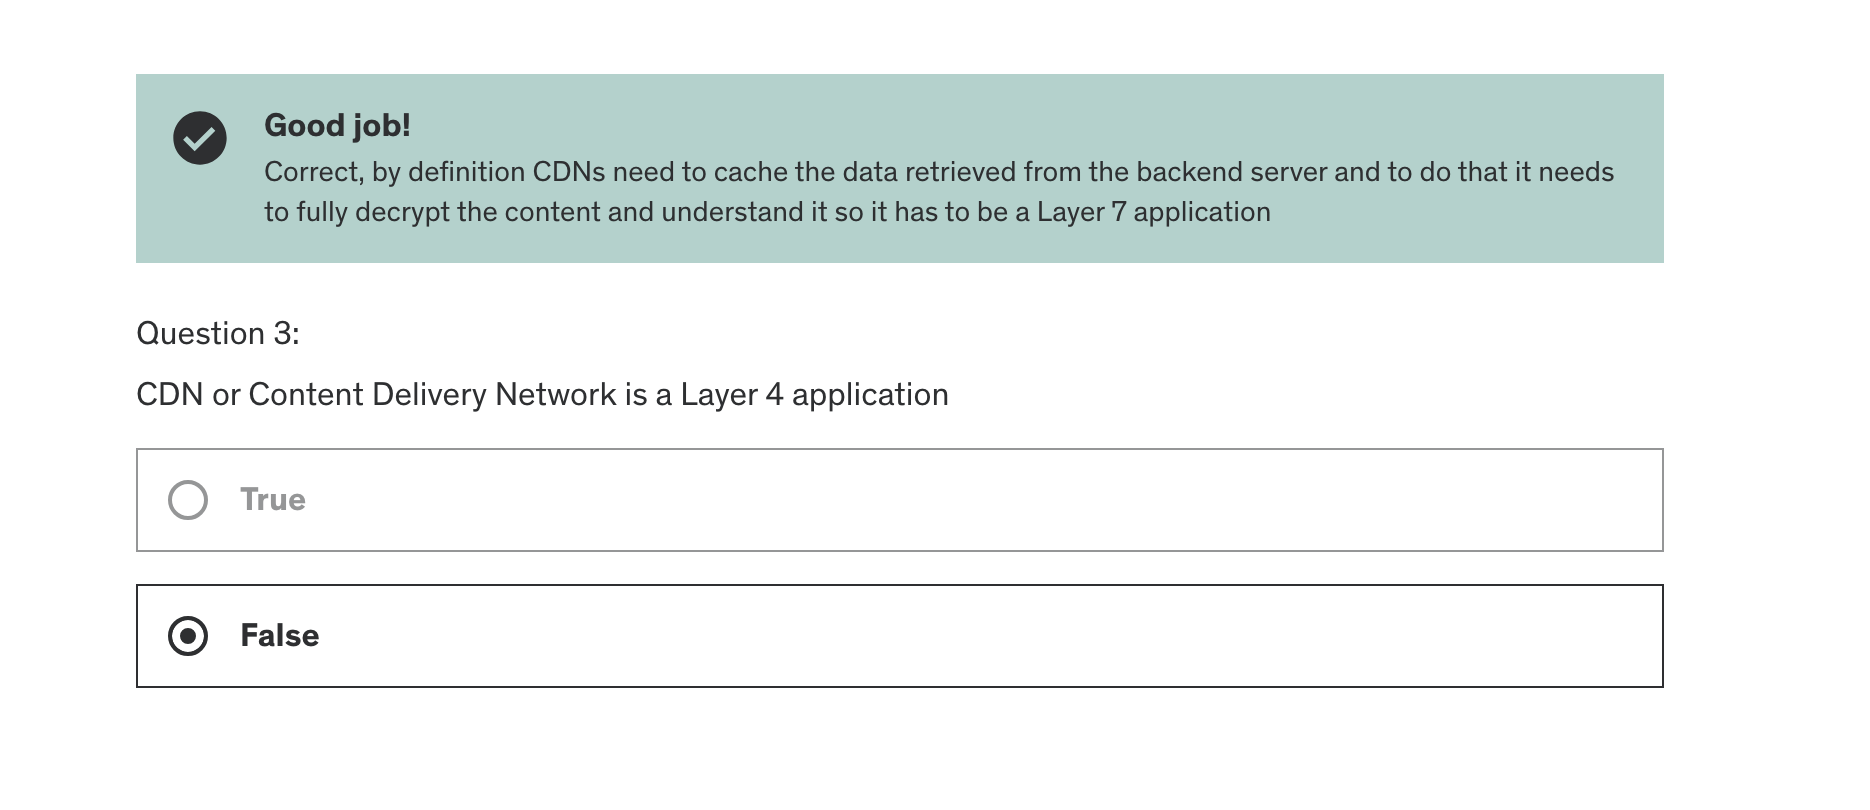 Good job!
Correct, by definition CDNs need to cache the data retrieved from the backend server and to do that it needs
to fully decrypt the content and understand it so it has to be a Layer 7 application
Question 3:
CDN or Content Delivery Network is a Layer 4 application
True
False